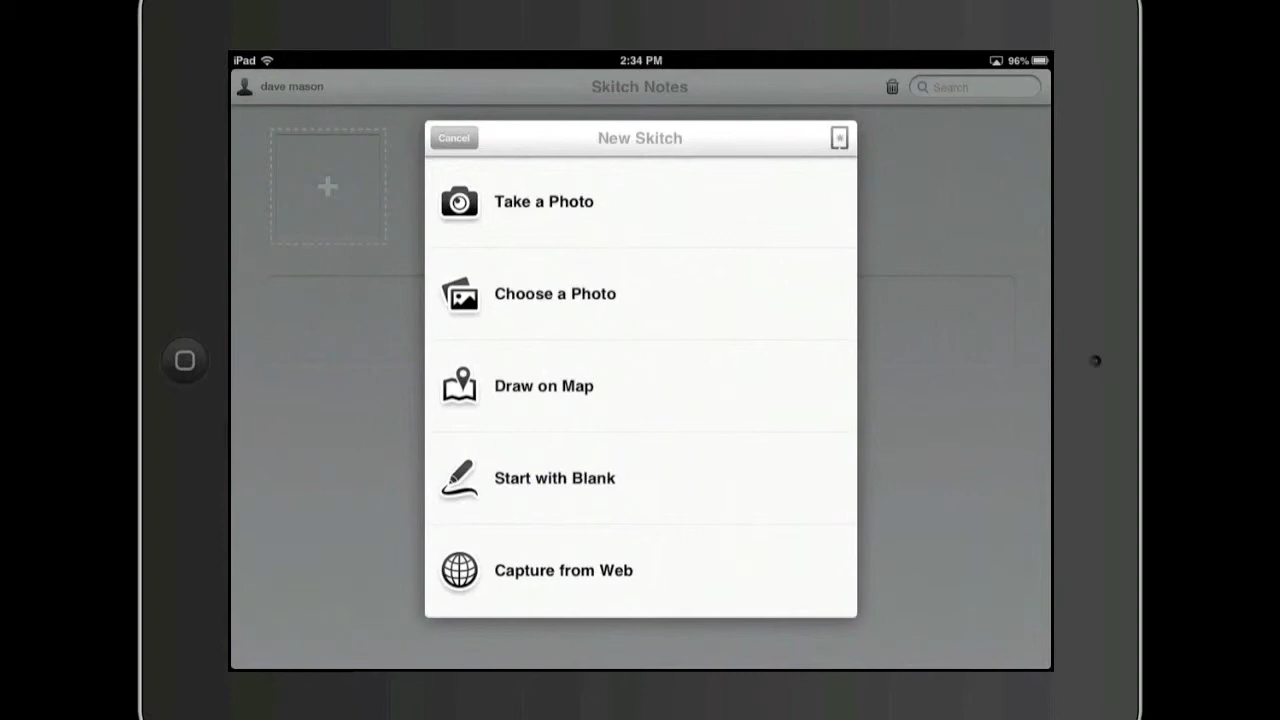 iPad 2:34 PM 96%
dave mason Skitch Notes Search
Cancel New Skitch
Take a Photo
Choose a Photo
Draw on Map
Start with Blank
Capture from Web